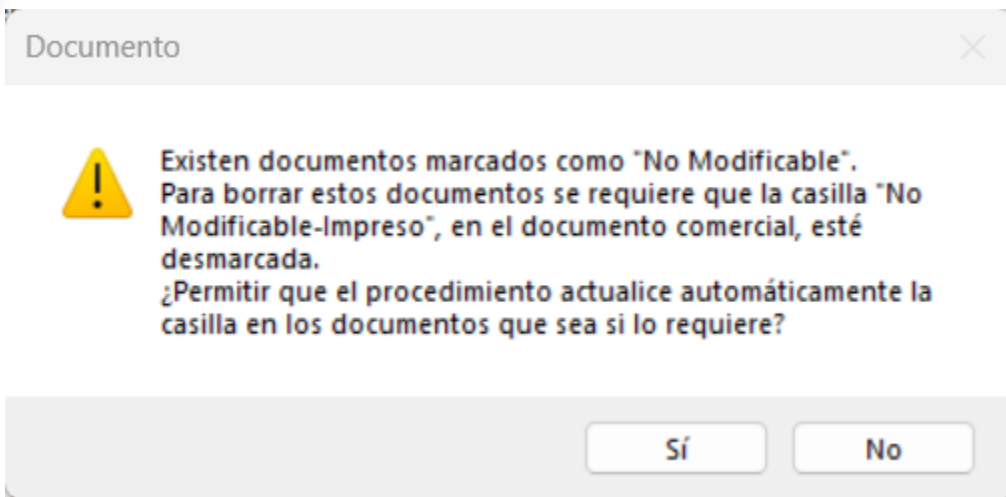 Documento
Existen documentos marcados como "No Modificable".
Para borrar estos documentos se requiere que la casilla "No
Modificable-Impreso", en el documento comercial, esté
desmarcada.
¿Permitir que el procedimiento actualice automáticamente la
casilla en los documentos que sea si lo requiere?
Sí
No